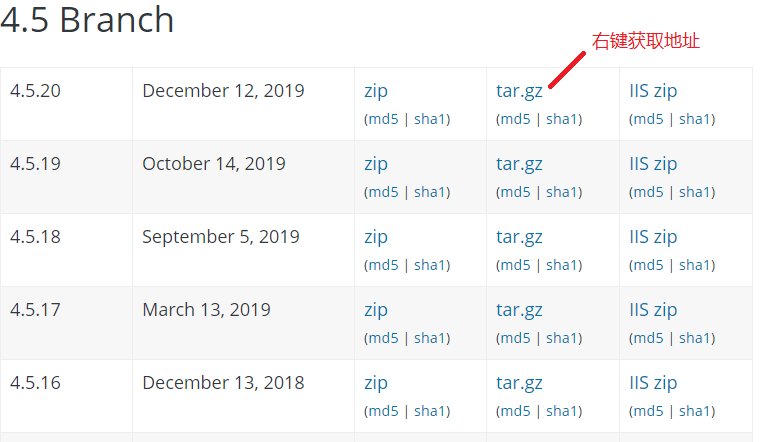 4.5 Branch
右键获取地址
4.5.20 December 12, 2019 zip tar.gz IIS zip
(md5 | sha1) (md5 | sha1) (md5 | sha1)
4.5.19 October 14, 2019 zip tar.gz IIS zip
(md5 | sha1) (md5 | sha1) (md5 | sha1)
4.5.18 September 5, 2019 zip tar.gz IIS zip
(md5 | sha1) (md5 | sha1) (md5 | sha1)
4.5.17 March 13, 2019 zip tar.gz IIS zip
(md5 | sha1) (md5 | sha1) (md5 | sha1)
4.5.16 December 13, 2018 zip tar.gz IIS zip
(md5 | sha1) (md5 | sha1) (md5 | sha1)